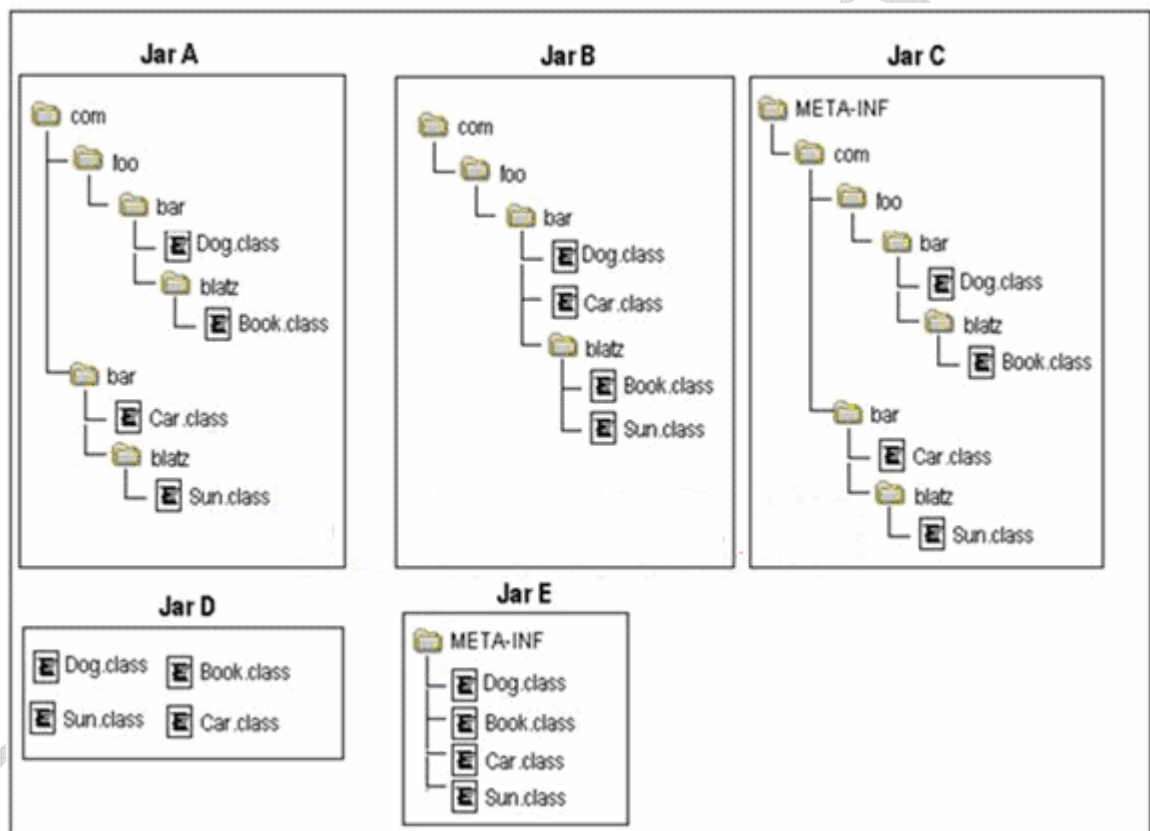 Jar A
com
foo
bar
Dog.class
blatz
Book.class
bar
Car.class
blatz
Sun.class
Jar B
com
foo
bar
Dog.class
Car.class
blatz
Book.class
Sun.class
Jar C
META-INF
com
foo
bar
Dog.class
blatz
Book.class
bar
Car.class
blatz
Sun.class
Jar D
Dog.class Book.class
Sun.class Car.class
Jar E
META-INF
Dog.class
Book.class
Car.class
Sun.class